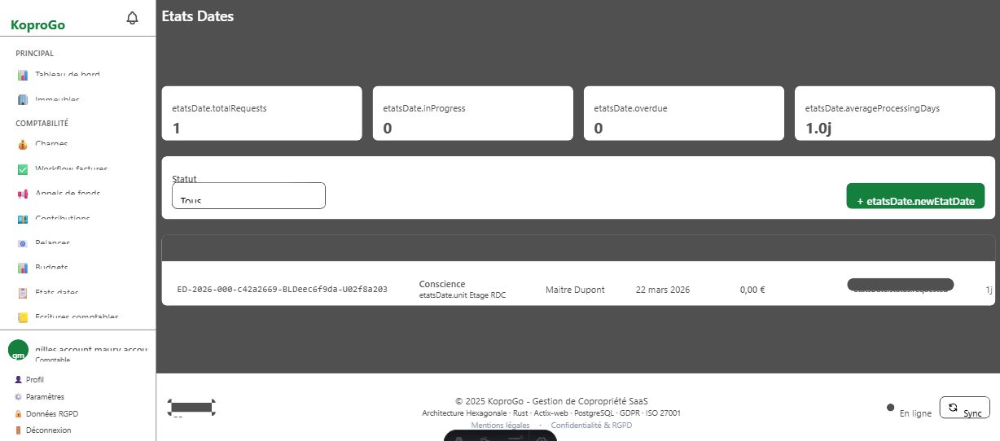 KoproGo
Etats Dates
PRINCIPAL
Tableau de bord
Immeubles
COMPTABILITÉ
Charges
Workflow factures
Appels de fonds
Contributions
Relances
Budgets
Etats dates
Ecritures comptables
gilles account maury accou
Comptable
Profil
Paramètres
Données RGPD
Déconnexion
etatsDate.totalRequests
1
etatsDate.inProgress
0
etatsDate.overdue
0
etatsDate.averageProcessingDays
1.0j
Statut
Tous
+ etatsDate.newEtatDate
ED-2026-000-c42a2669-BLDeec6f9da-U02f8a203
Conscience
etatsDate.unit Etage RDC
Maitre Dupont
22 mars 2026
0,00 €
etatsDate.status.requested
1j
© 2025 KoproGo - Gestion de Copropriété SaaS
Architecture Hexagonale · Rust · Actix-web · PostgreSQL · GDPR · ISO 27001
Mentions légales · Confidentialité & RGPD
En ligne
Sync
gm